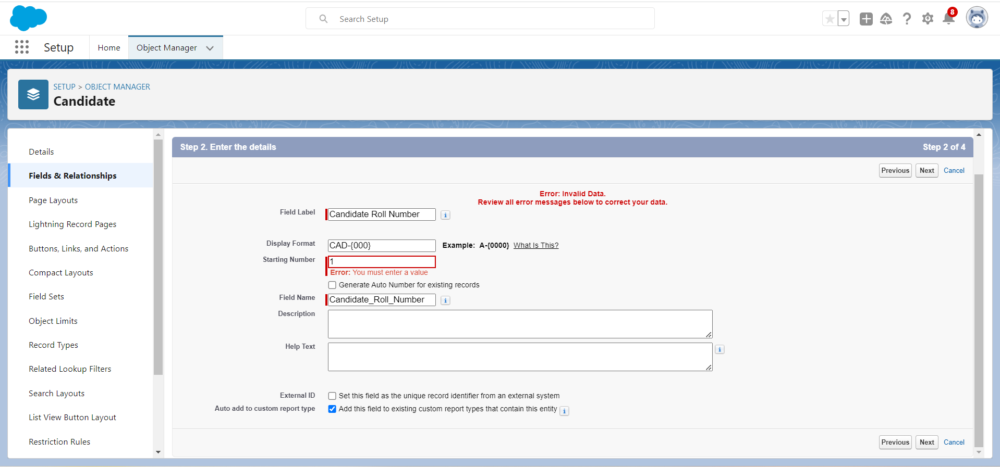 Search Setup
8
Setup
Home
Object Manager
SETUP > OBJECT MANAGER
Candidate
Details
Fields & Relationships
Page Layouts
Lightning Record Pages
Buttons, Links, and Actions
Compact Layouts
Field Sets
Object Limits
Record Types
Related Lookup Filters
Search Layouts
List View Button Layout
Restriction Rules
Step 2. Enter the details
Step 2 of 4
Previous
Next
Cancel
Error: Invalid Data.
Review all error messages below to correct your data.
Field Label
Candidate Roll Number
i
Display Format
CAD-{000}
Example: A-{0000} What Is This?
Starting Number
1
Error: You must enter a value
Generate Auto Number for existing records
Field Name
Candidate_Roll_Number
i
Description
Help Text
i
External ID
Set this field as the unique record identifier from an external system
Auto add to custom report type
Add this field to existing custom report types that contain this entity
i
Previous
Next
Cancel